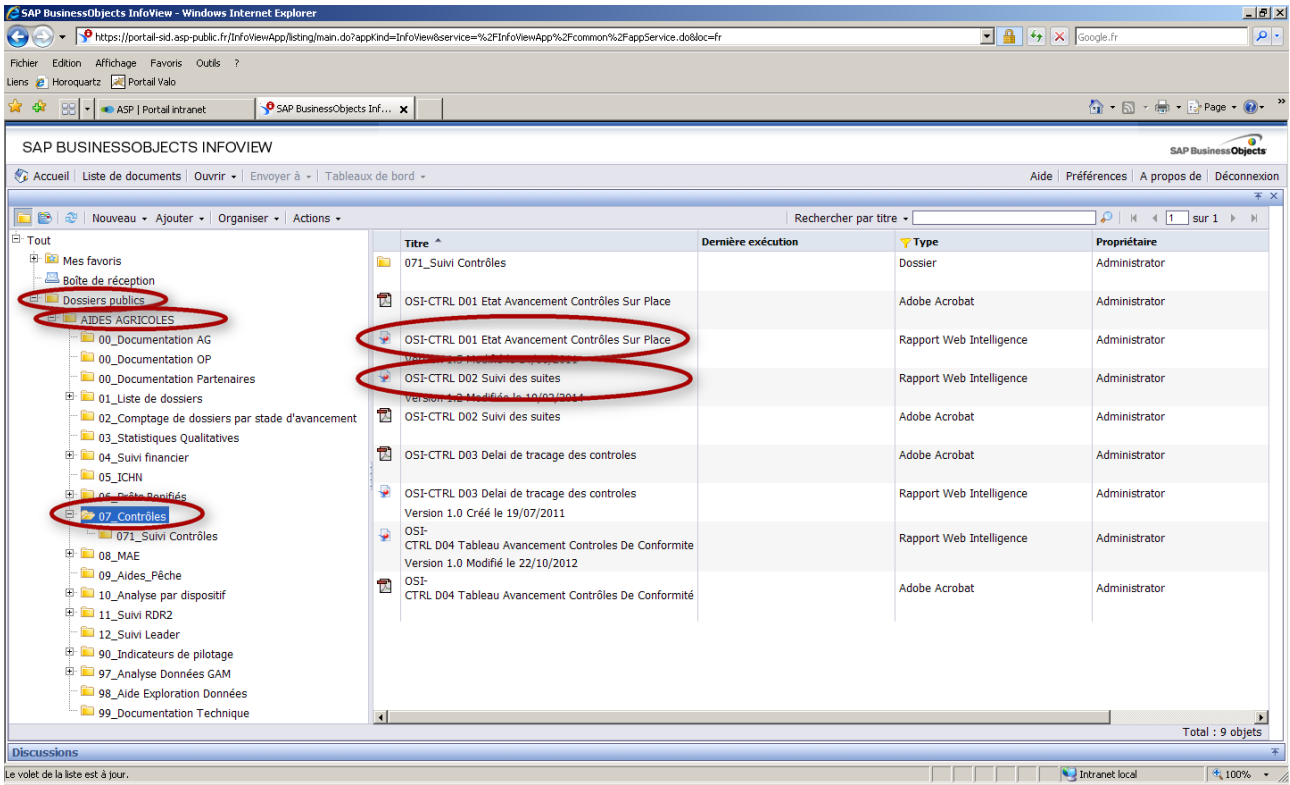 SAP BusinessObjects InfoView - Windows Internet Explorer
https://portail-sid.asp-public.fr/InfoViewApp/listing/main.do?appKind=InfoView&service=%2FInfoViewApp%2Fcommon%2FappService.do&loc=fr
Google.fr
Fichier Edition Affichage Favoris Outils ?
Liens Horoquartz Portail Valo
ASP | Portail intranet SAP BusinessObjects Inf... Page
SAP BUSINESSOBJECTS INFOVIEW
SAP BusinessObjects
Accueil Liste de documents Ouvrir Envoyer à Tableaux de bord Aide Préférences A propos de Déconnexion
Nouveau Ajouter Organiser Actions Rechercher par titre 1 sur 1
Tout
Mes favoris
Boîte de réception
Dossiers publics
AIDES AGRICOLES
00_Documentation AG
00_Documentation OP
00_Documentation Partenaires
01_Liste de dossiers
02_Comptage de dossiers par stade d'avancement
03_Statistiques Qualitatives
04_Suivi financier
05_ICHN
06_Prêts Bonifiés
07_Contrôles
071_Suivi Contrôles
08_MAE
09_Aides_Pêche
10_Analyse par dispositif
11_Suivi RDR2
12_Suivi Leader
90_Indicateurs de pilotage
97_Analyse Données GAM
98_Aide Exploration Données
99_Documentation Technique
Titre Dernière exécution Type Propriétaire
071_Suivi Contrôles Dossier Administrator
OSI-CTRL D01 Etat Avancement Contrôles Sur Place Adobe Acrobat Administrator
OSI-CTRL D01 Etat Avancement Contrôles Sur Place Rapport Web Intelligence Administrator
OSI-CTRL D02 Suivi des suites Rapport Web Intelligence Administrator
Version 1.2 Modifiée le
OSI-CTRL D02 Suivi des suites Adobe Acrobat Administrator
OSI-CTRL D03 Delai de tracage des controles Adobe Acrobat Administrator
OSI-CTRL D03 Delai de tracage des controles Rapport Web Intelligence Administrator
Version 1.0 Créé le 19/07/2011
OSI-
CTRL D04 Tableau Avancement Controles De Conformite Rapport Web Intelligence Administrator
Version 1.0 Modifié le 22/10/2012
OSI-
CTRL D04 Tableau Avancement Contrôles De Conformité Adobe Acrobat Administrator
Total : 9 objets
Discussions
Le volet de la liste est à jour. Intranet local 100%